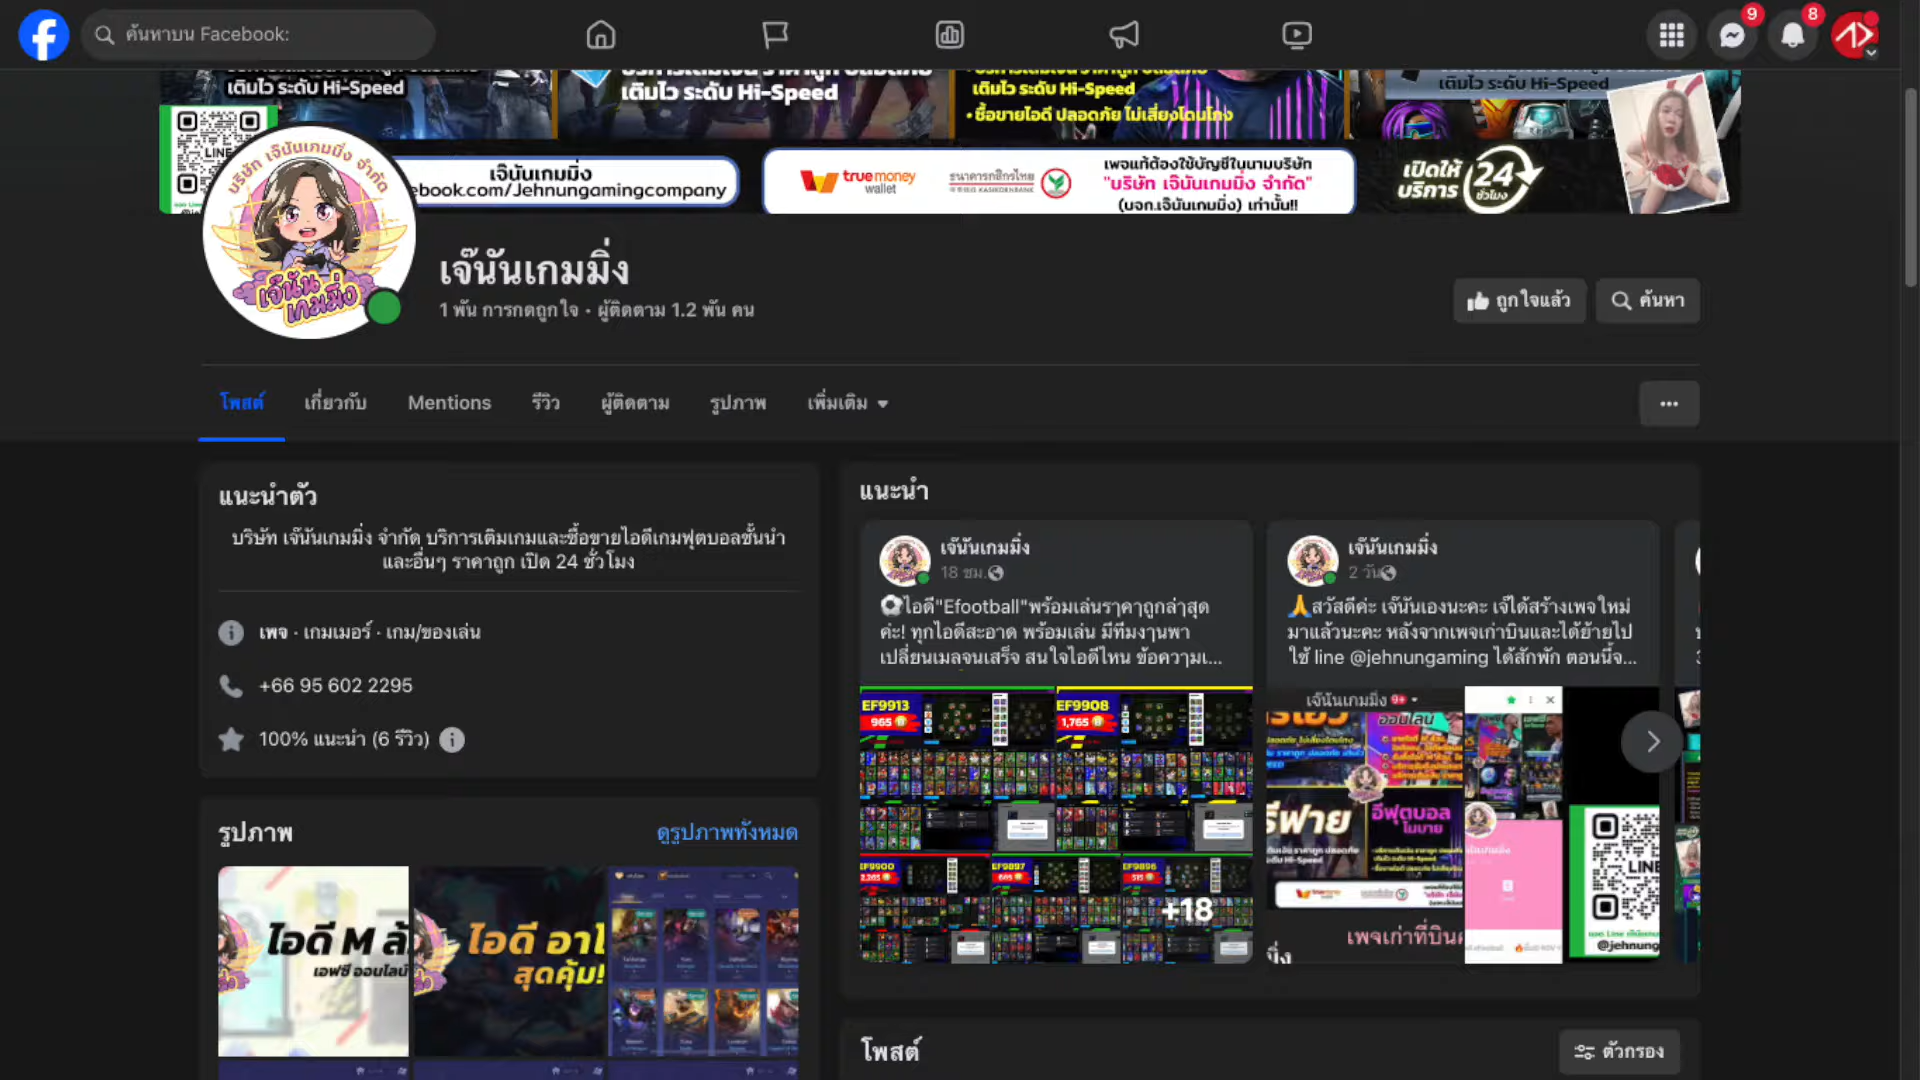 ค้นหาบน Facebook:
9
8
เติมไว ระดับ Hi-Speed
เติมไว ระดับ Hi-Speed
เติมไว ระดับ Hi-Speed
• ซื้อขายไอดี ปลอดภัย ไม่เสี่ยงโดนโกง
เติมไว ระดับ Hi-Speed
LINE
บริษัท เจ๊นันเกมมิ่ง จำกัด
เจ๊นันเกมมิ่ง
เจ๊นันเกมมิ่ง
ebook.com/Jehnungamingcompany
truemoney
wallet
ธนาคารกสิกรไทย
เพจแท้ต้องใช้บัญชีในนามบริษัท
"บริษัท เจ๊นันเกมมิ่ง จำกัด"
(บจก.เจ๊นันเกมมิ่ง) เท่านั้น!!
เปิดให้
บริการ
24
ชั่วโมง
เจ๊นันเกมมิ่ง
1 พัน การกดถูกใจ • ผู้ติดตาม 1.2 พัน คน
ถูกใจแล้ว
ค้นหา
โพสต์
เกี่ยวกับ
Mentions
รีวิว
ผู้ติดตาม
รูปภาพ
เพิ่มเติม
แนะนำตัว
บริษัท เจ๊นันเกมมิ่ง จำกัด บริการเติมเกมและซื้อขายไอดีเกมฟุตบอลชั้นนำ
และอื่นๆ ราคาถูก เปิด 24 ชั่วโมง
เพจ · เกมเมอร์ · เกม/ของเล่น
+66 95 602 2295
100% แนะนำ (6 รีวิว)
รูปภาพ
ดูรูปภาพทั้งหมด
ไอดี M ล้
เอฟซี ออนไลน์
ไอดี อาโ
สุดคุ้ม!
แนะนำ
เจ๊นันเกมมิ่ง
18 ชม.
⚽ไอดี"Efootball"พร้อมเล่นราคาถูกล่าสุด
ค่ะ! ทุกไอดีสะอาด พร้อมเล่น มีทีมงานพา
เปลี่ยนเมลจนเสร็จ สนใจไอดีไหน ข้อความเ...
EF9913
965
EF9908
1,765
EF9900
2,265
EF9897
EF9896
+18
เจ๊นันเกมมิ่ง
2 วัน
🙏สวัสดีค่ะ เจ๊นันเองนะคะ เจ๊ได้สร้างเพจใหม่
มาแล้วนะคะ หลังจากเพจเก่าบินและได้ย้ายไป
ใช้ line @jehnungaming ได้สักพัก ตอนนี้จ...
เจ๊นันเกมมิ่ง 9+
อีฟุตบอล
โมบาย
เพจเก่าที่บิน
LINE
@jehnung
โพสต์
ตัวกรอง